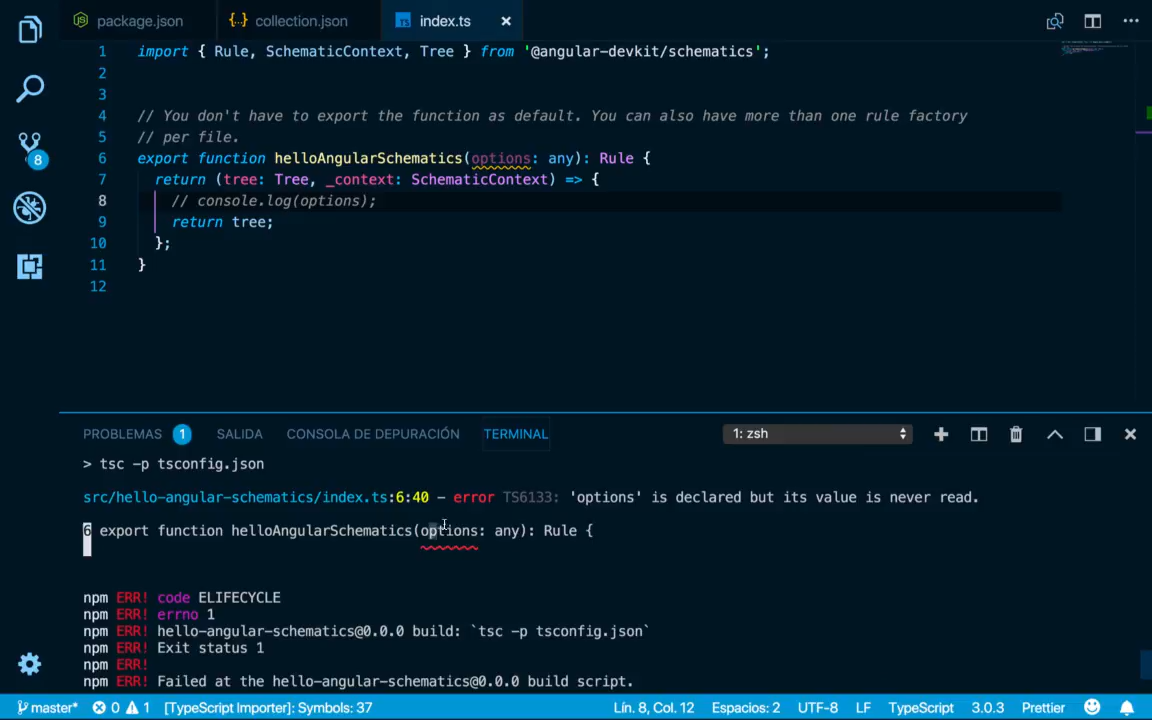 package.json
{..} collection.json
TS index.ts ×
8
1 import { Rule, SchematicContext, Tree } from '@angular-devkit/schematics';
2
3
4 // You don't have to export the function as default. You can also have more than one rule factory
5 // per file.
6 export function helloAngularSchematics(options: any): Rule {
7 return (tree: Tree, _context: SchematicContext) => {
8 // console.log(options);
9 return tree;
10 };
11 }
12
PROBLEMAS 1 SALIDA CONSOLA DE DEPURACIÓN TERMINAL 1: zsh
> tsc -p tsconfig.json
src/hello-angular-schematics/index.ts:6:40 - error TS6133: 'options' is declared but its value is never read.
6 export function helloAngularSchematics(options: any): Rule {
npm ERR! code ELIFECYCLE
npm ERR! errno 1
npm ERR! hello-angular-schematics@0.0.0 build: `tsc -p tsconfig.json`
npm ERR! Exit status 1
npm ERR!
npm ERR! Failed at the hello-angular-schematics@0.0.0 build script.
master* 0 1 [TypeScript Importer]: Symbols: 37 Lín. 8, Col. 12 Espacios: 2 UTF-8 LF TypeScript 3.0.3 Prettier